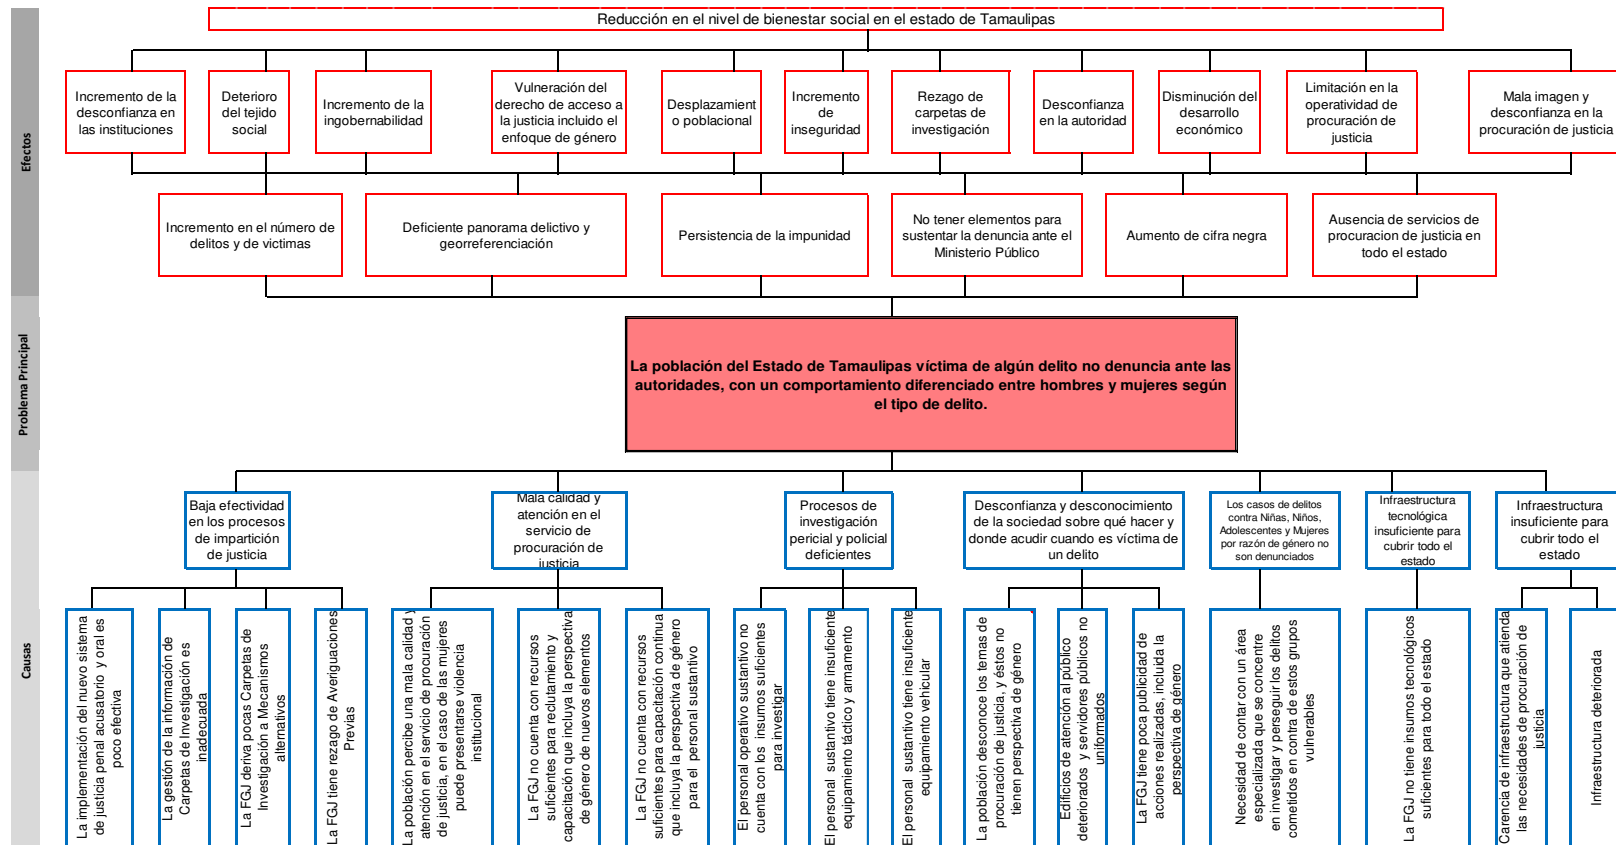 Reducción en el nivel de bienestar social en el estado de Tamaulipas
Efectos
Incremento de la
desconfianza en
las instituciones
Deterioro
del tejido
social
Incremento de la
ingobernabilidad
Vulneración del
derecho de acceso a
la justicia incluido el
enfoque de género
Desplazamient
o poblacional
Incremento
de
inseguridad
Rezago de
carpetas de
investigación
Desconfianza
en la autoridad
Disminución del
desarrollo
económico
Limitación en la
operatividad de
procuración de
justicia
Mala imagen y
desconfianza en la
procuración de justicia
Incremento en el número de
delitos y de victimas
Deficiente panorama delictivo y
georreferenciación
Persistencia de la impunidad
No tener elementos para
sustentar la denuncia ante el
Ministerio Público
Aumento de cifra negra
Ausencia de servicios de
procuracion de justicia en
todo el estado
Problema Principal
La población del Estado de Tamaulipas víctima de algún delito no denuncia ante las
autoridades, con un comportamiento diferenciado entre hombres y mujeres según
el tipo de delito.
Causas
Baja efectividad
en los procesos
de impartición
de justicia
Mala calidad y
atención en el
servicio de
procuración de
justicia
Procesos de
investigación
pericial y policial
deficientes
Desconfianza y desconocimiento
de la sociedad sobre qué hacer y
donde acudir cuando es víctima de
un delito
Los casos de delitos
contra Niñas, Niños,
Adolescentes y Mujeres
por razón de género no
son denunciados
Infraestructura
tecnológica
insuficiente para
cubrir todo el
estado
Infraestructura
insuficiente para
cubrir todo el
estado
La implementación del nuevo sistema
de justicia penal acusatorio y oral es
poco efectiva
La gestión de la información de
Carpetas de Investigación es
inadecuada
La FGJ deriva pocas Carpetas de
Investigación a Mecanismos
alternativos
La FGJ tiene rezago de Averiguaciones
Previas
La población percibe una mala calidad y
atención en el servicio de procuración
de justicia, en el caso de las mujeres
puede presentarse violencia
institucional
La FGJ no cuenta con recursos
suficientes para reclutamiento y
capacitación que incluya la perspectiva
de género de nuevos elementos
La FGJ no cuenta con recursos
suficientes para capacitación continua
que incluya la perspectiva de género
para el personal sustantivo
El personal operativo sustantivo no
cuenta con los insumos suficientes
para investigar
El personal sustantivo tiene insuficiente
equipamiento táctico y armamento
El personal sustantivo tiene insuficiente
equipamiento vehicular
La población desconoce los temas de
procuración de justicia, y éstos no
tienen perspectiva de género
Edificios de atención al público
deteriorados y servidores públicos no
uniformados
La FGJ tiene poca publicidad de
acciones realizadas, incluida la
perspectiva de género
Necesidad de contar con un área
especializada que se concentre
en investigar y perseguir los delitos
cometidos en contra de estos grupos
vulnerables
La FGJ no tiene insumos tecnológicos
suficientes para todo el estado
Carencia de infraestructura que atienda
las necesidades de procuración de
justicia
Infraestructura deteriorada